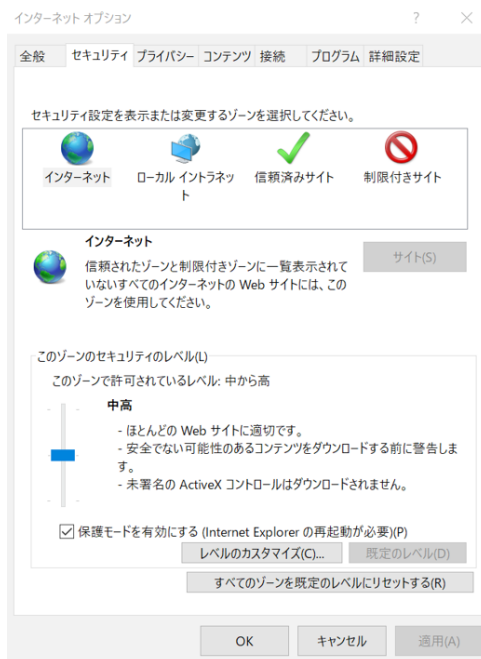 インターネット オプション
? ×
全般 セキュリティ プライバシー コンテンツ 接続 プログラム 詳細設定
セキュリティ設定を表示または変更するゾーンを選択してください。
インターネット
ローカル イントラネッ
ト
信頼済みサイト
制限付きサイト
インターネット
信頼されたゾーンと制限付きゾーンに一覧表示されて
いないすべてのインターネットの Web サイトには、この
ゾーンを使用してください。
サイト(S)
このゾーンのセキュリティのレベル(L)
このゾーンで許可されているレベル: 中から高
中高
- ほとんどの Web サイトに適切です。
- 安全でない可能性のあるコンテンツをダウンロードする前に警告しま
す。
- 未署名の ActiveX コントロールはダウンロードされません。
保護モードを有効にする (Internet Explorer の再起動が必要)(P)
レベルのカスタマイズ(C)... 既定のレベル(D)
すべてのゾーンを既定のレベルにリセットする(R)
OK キャンセル 適用(A)